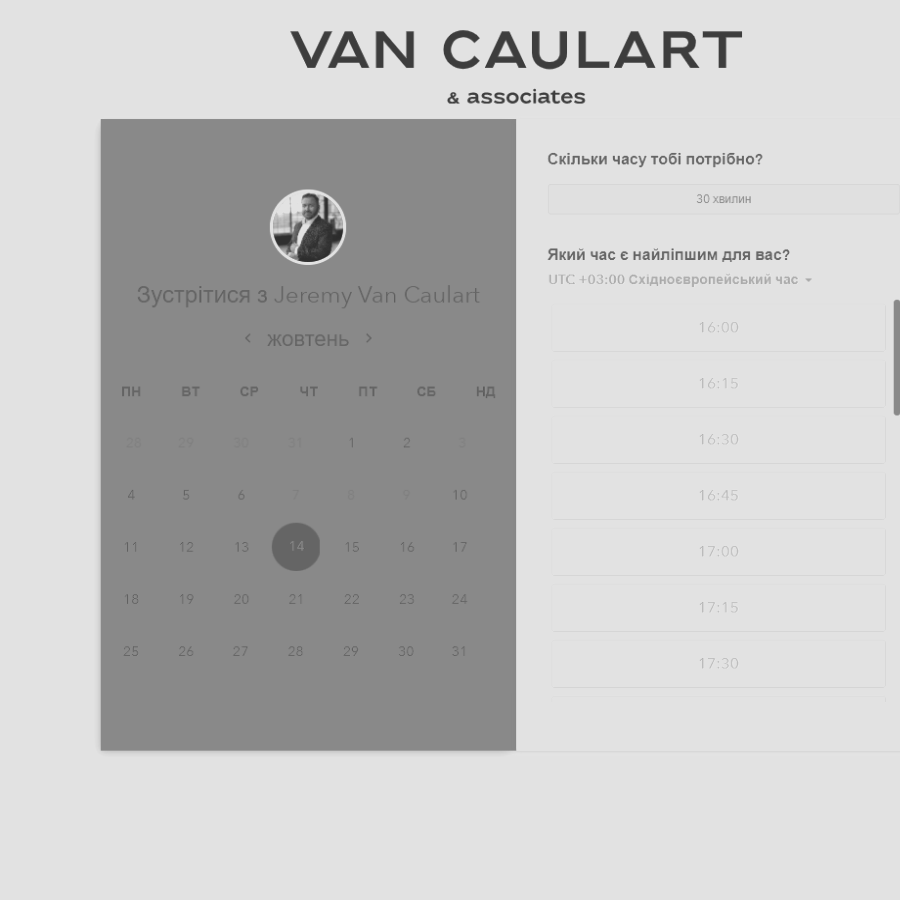 VAN CAULART
& associates
Зустрітися з Jeremy Van Caulart
< жовтень >
ПН ВТ СР ЧТ ПТ СБ НД
28 29 30 31 1 2 3
4 5 6 7 8 9 10
11 12 13 14 15 16 17
18 19 20 21 22 23 24
25 26 27 28 29 30 31
Скільки часу тобі потрібно?
30 хвилин
Який час є найліпшим для вас?
UTC +03:00 Східноєвропейський час
16:00
16:15
16:30
16:45
17:00
17:15
17:30